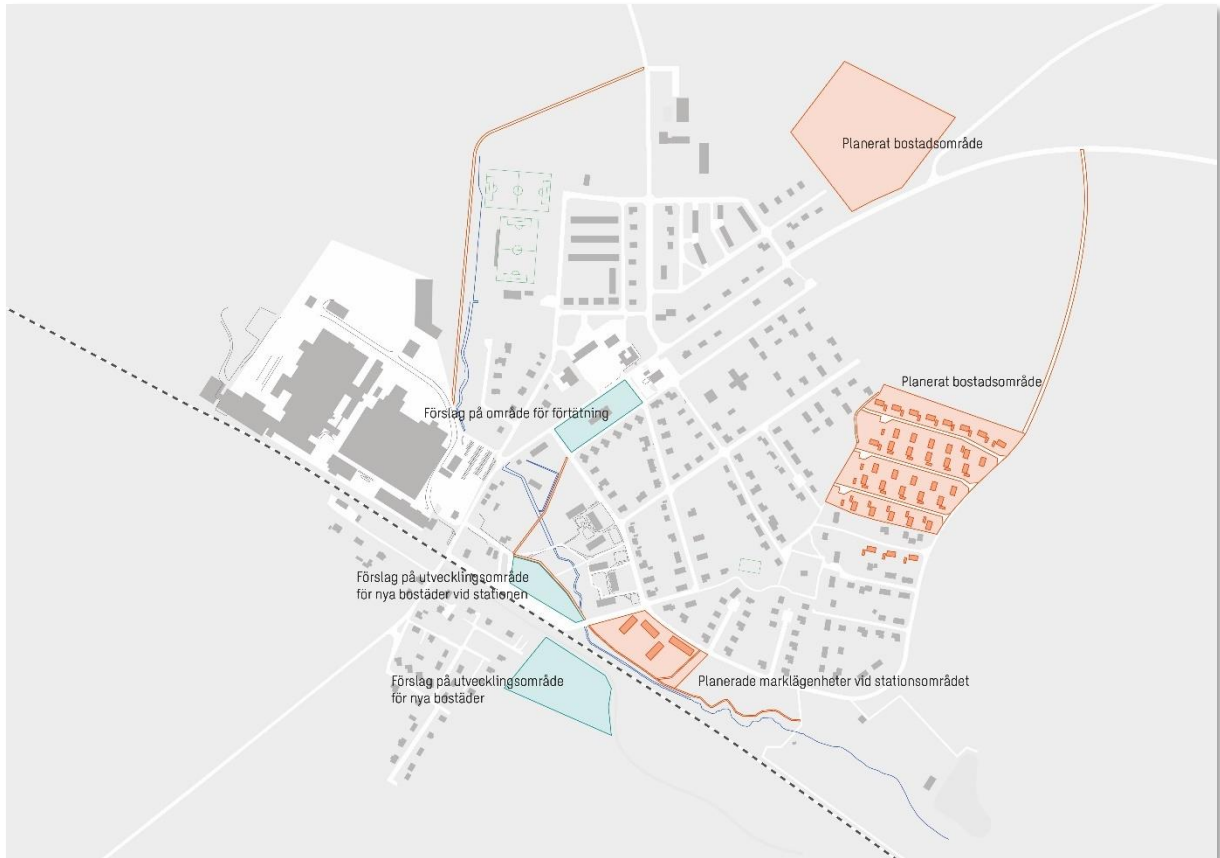 Planerat bostadsområde
Planerat bostadsområde
Förslag på område för förtätning
Förslag på utvecklingsområde
för nya bostäder vid stationen
Förslag på utvecklingsområde
för nya bostäder
Planerade marklägenheter vid stationsområdet